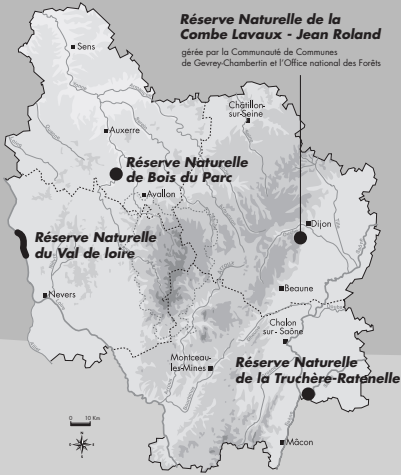 Réserve Naturelle de la
Combe Lavaux - Jean Roland
gérée par la Communauté de Communes
de Gevrey-Chambertin et l'Office national des Forêts
Sens
Châtillon-
sur-Seine
Auxerre
Réserve Naturelle
de Bois du Parc
Avallon
Dijon
Réserve Naturelle
du Val de loire
Nevers
Beaune
Chalon
sur - Saône
Montceau-
les-Mines
Réserve Naturelle
de la Truchère-Ratenelle
0 10 Km
Mâcon